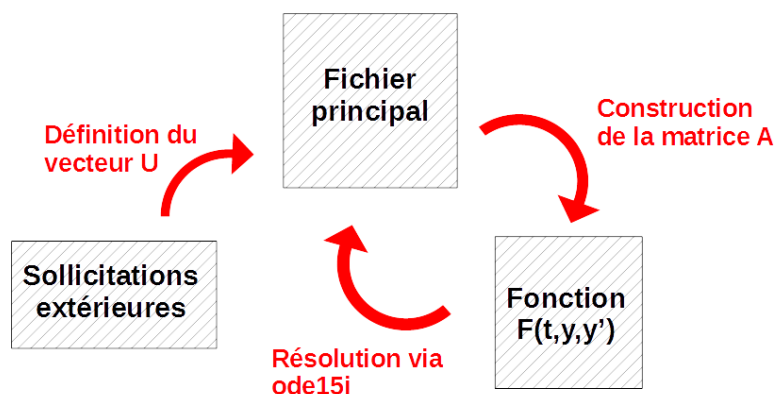 Fichier
principal
Construction
de la matrice A
Définition du
vecteur U
Sollicitations
extérieures
Fonction
F(t,y,y’)
Résolution via
ode15i